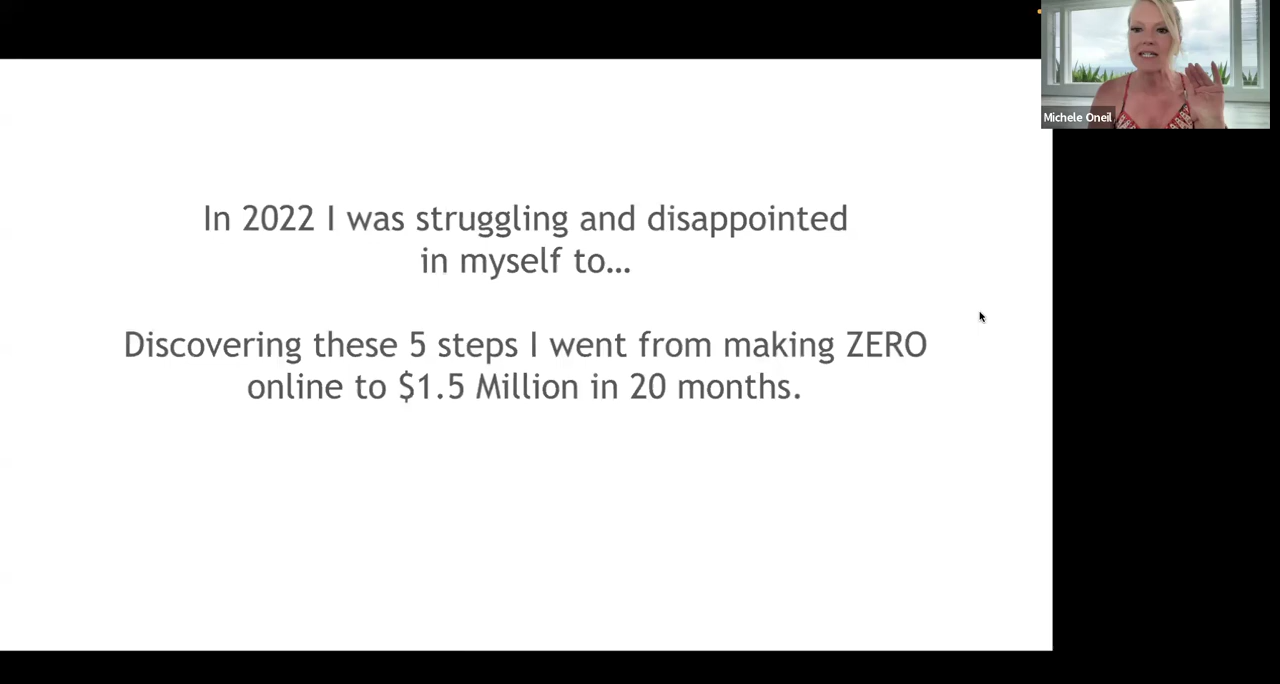 Michele Oneil
In 2022 I was struggling and disappointed
in myself to…
Discovering these 5 steps I went from making ZERO
online to $1.5 Million in 20 months.